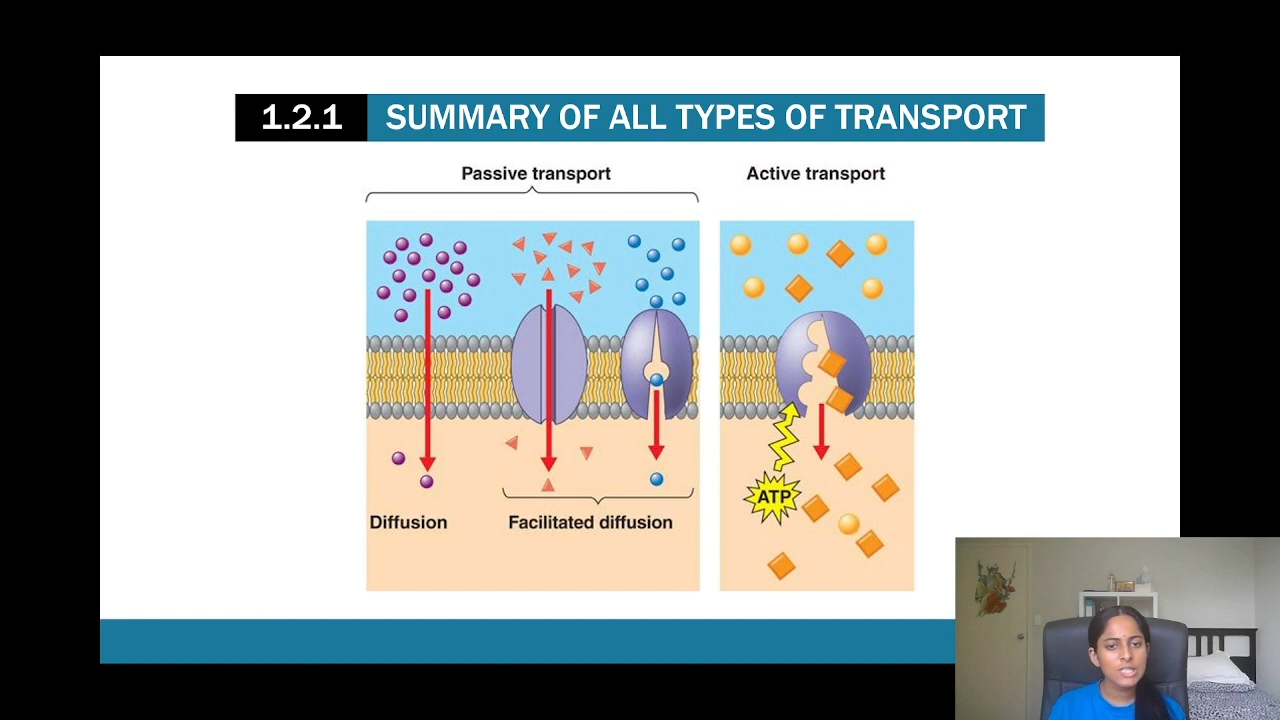 1.2.1 SUMMARY OF ALL TYPES OF TRANSPORT
Passive transport
Active transport
ATP
Diffusion
Facilitated diffusion